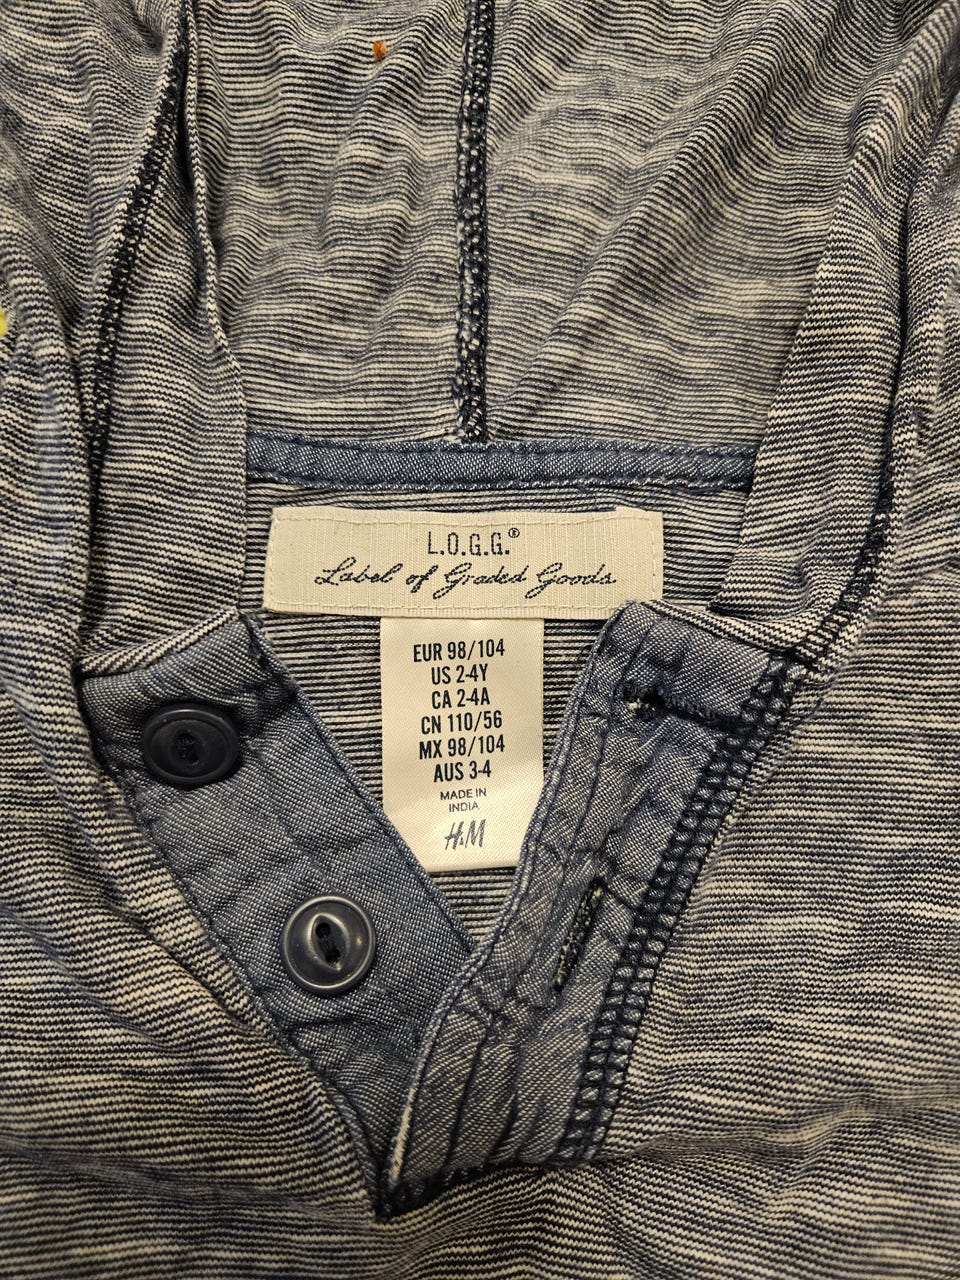 L.O.G.G.®
Label of Graded Goods
EUR 98/104
US 2-4Y
CA 2-4A
CN 110/56
MX 98/104
AUS 3-4
MADE IN
INDIA
H&M